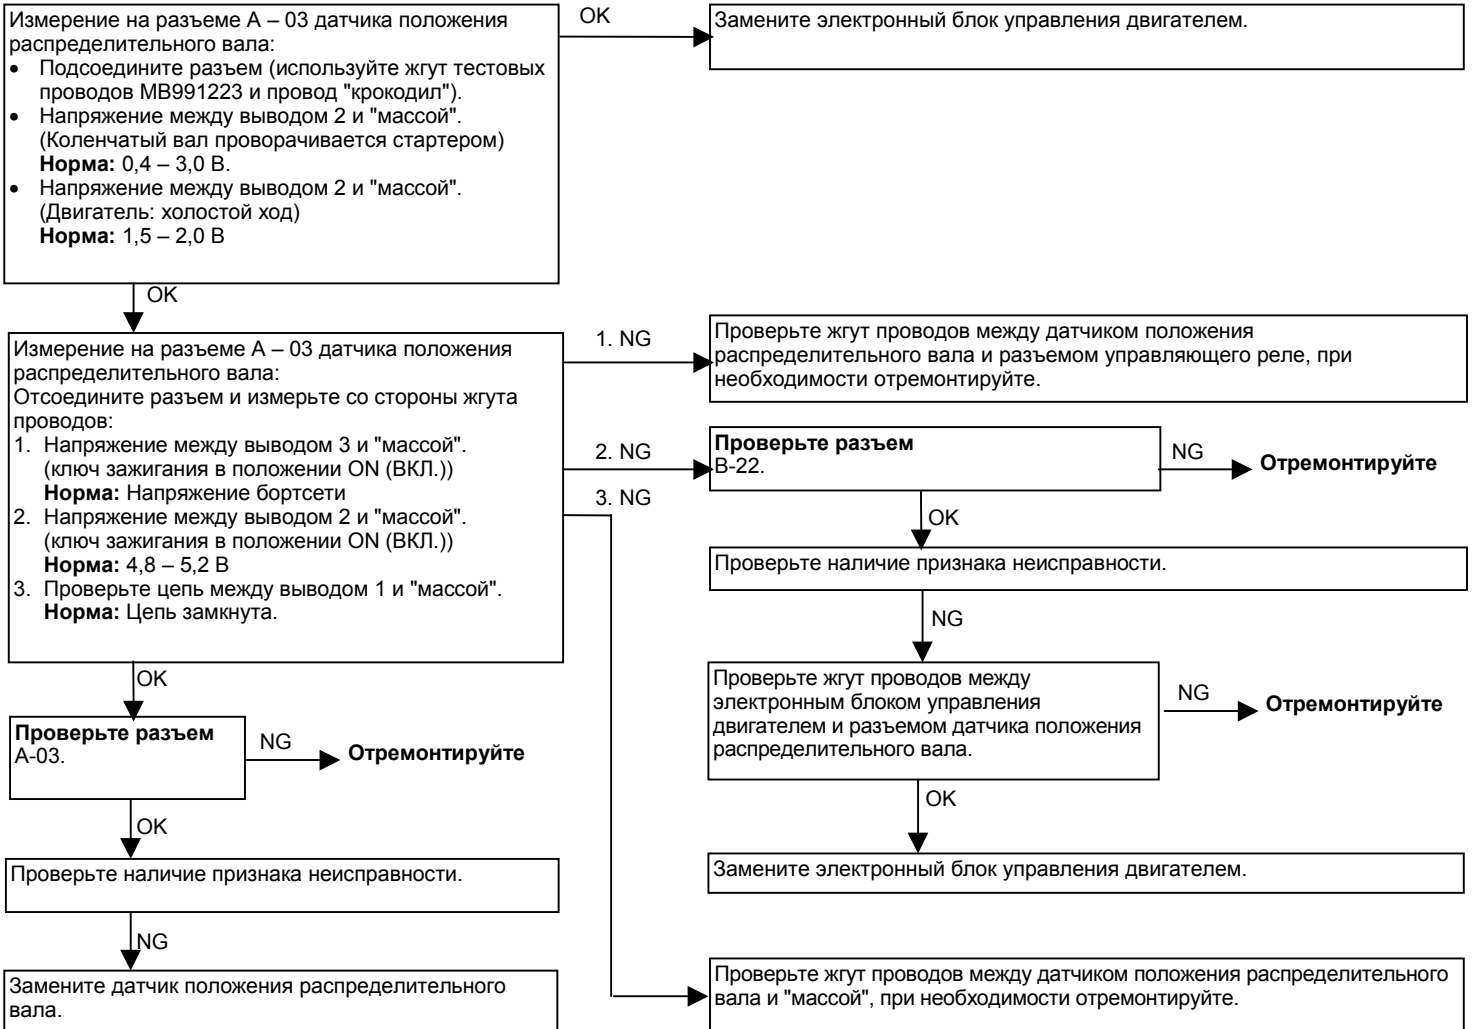 Измерение на разъеме А – 03 датчика положения
распределительного вала:
• Подсоедините разъем (используйте жгут тестовых
проводов МВ991223 и провод "крокодил").
• Напряжение между выводом 2 и "массой".
(Коленчатый вал проворачивается стартером)
Норма: 0,4 – 3,0 В.
• Напряжение между выводом 2 и "массой".
(Двигатель: холостой ход)
Норма: 1,5 – 2,0 В
OK
Замените электронный блок управления двигателем.
OK
Измерение на разъеме А – 03 датчика положения
распределительного вала:
Отсоедините разъем и измерьте со стороны жгута
проводов:
1. Напряжение между выводом 3 и "массой".
(ключ зажигания в положении ON (ВКЛ.))
Норма: Напряжение бортсети
2. Напряжение между выводом 2 и "массой".
(ключ зажигания в положении ON (ВКЛ.))
Норма: 4,8 – 5,2 В
3. Проверьте цепь между выводом 1 и "массой".
Норма: Цепь замкнута.
1. NG
Проверьте жгут проводов между датчиком положения
распределительного вала и разъемом управляющего реле, при
необходимости отремонтируйте.
2. NG
Проверьте разъем
В-22.
NG
Отремонтируйте
3. NG
OK
Проверьте наличие признака неисправности.
NG
Проверьте жгут проводов между
электронным блоком управления
двигателем и разъемом датчика положения
распределительного вала.
NG
Отремонтируйте
OK
Замените электронный блок управления двигателем.
OK
Проверьте разъем
А-03.
NG
Отремонтируйте
OK
Проверьте наличие признака неисправности.
NG
Замените датчик положения распределительного
вала.
Проверьте жгут проводов между датчиком положения распределительного
вала и "массой", при необходимости отремонтируйте.